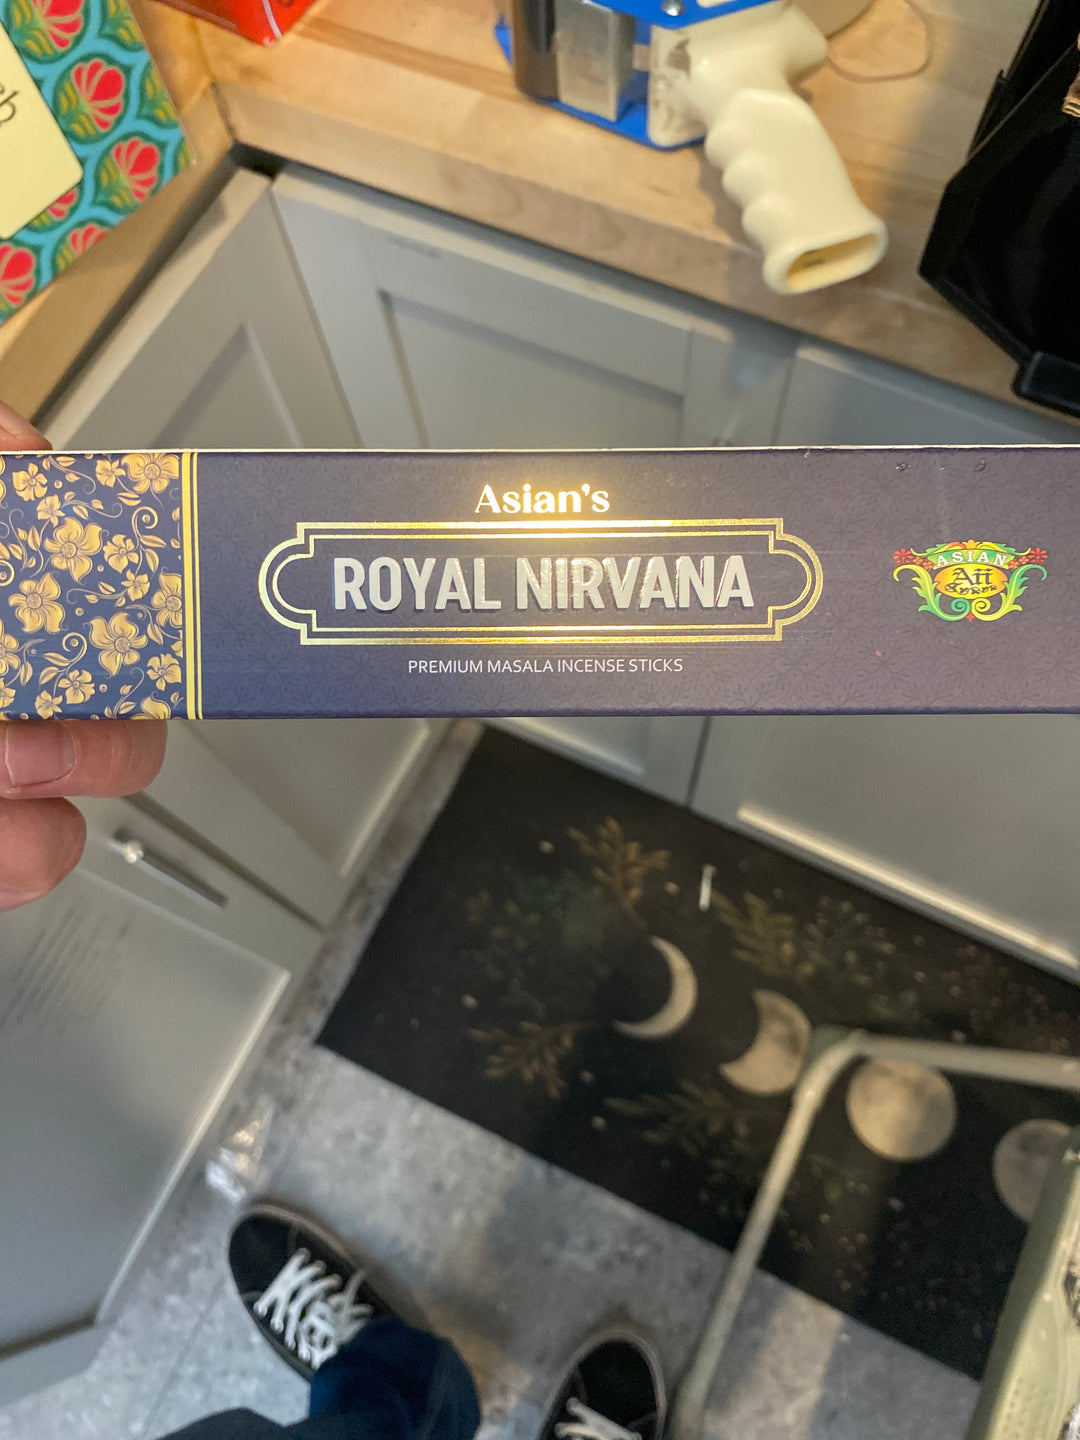 Asian's
ROYAL NIRVANA
PREMIUM MASALA INCENSE STICKS
ASIAN